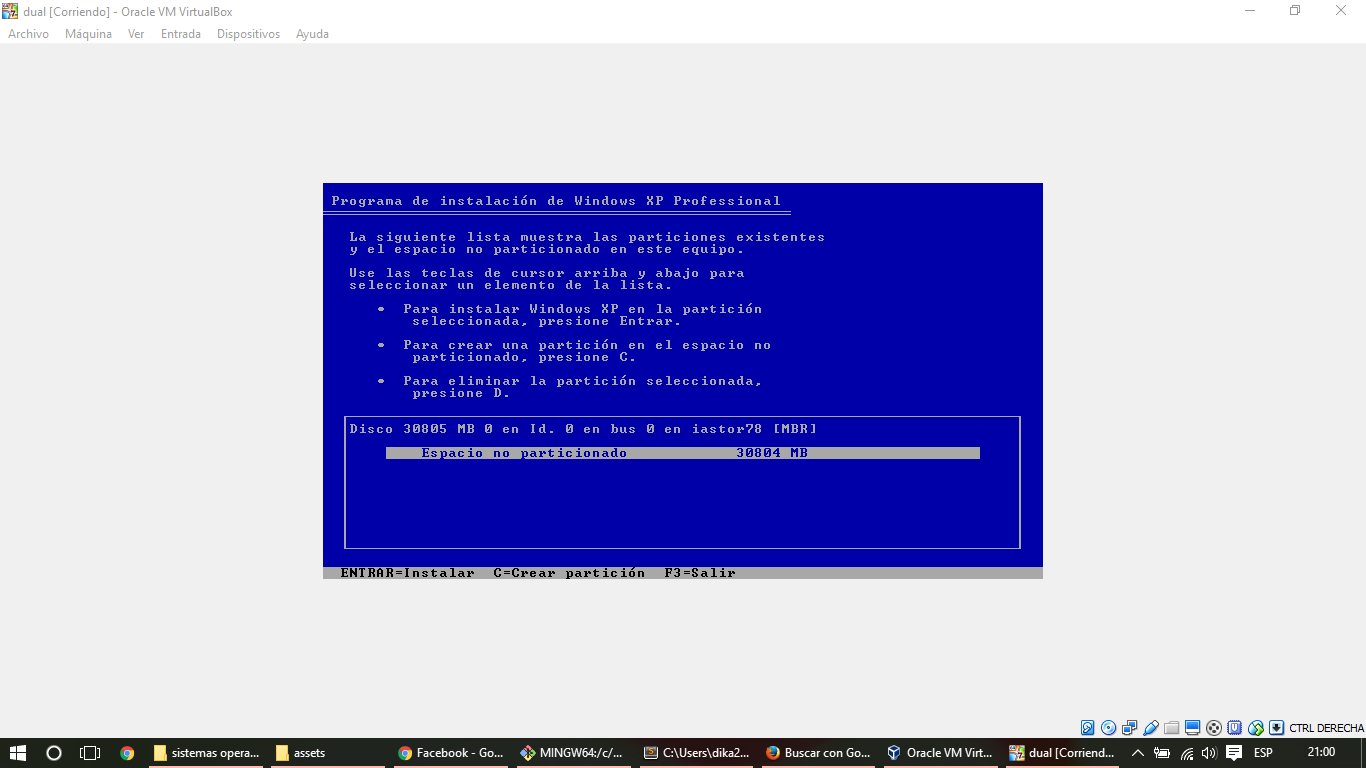 dual [Corriendo] - Oracle VM VirtualBox
Archivo Máquina Ver Entrada Dispositivos Ayuda
Programa de instalación de Windows XP Professional
La siguiente lista muestra las particiones existentes
y el espacio no particionado en este equipo.
Use las teclas de cursor arriba y abajo para
seleccionar un elemento de la lista.
• Para instalar Windows XP en la partición
seleccionada, presione Entrar.
• Para crear una partición en el espacio no
particionado, presione C.
• Para eliminar la partición seleccionada,
presione D.
Disco 30805 MB 0 en Id. 0 en bus 0 en iastor78 [MBR]
Espacio no particionado 30804 MB
ENTRAR=Instalar C=Crear partición F3=Salir
CTRL DERECHA
sistemas opera... assets Facebook - Go... MINGW64:/c/... C:\Users\dika2... Buscar con Go... Oracle VM Virt... dual [Corriend... ESP 21:00